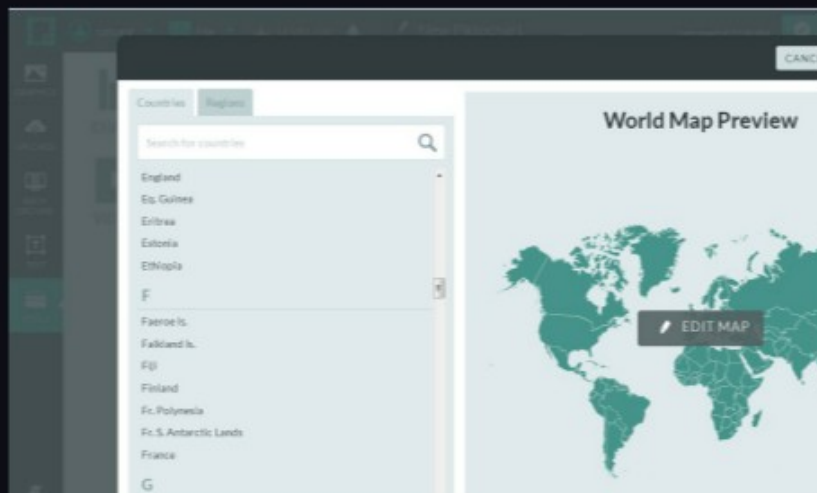 CANC
Countries Regions
World Map Preview
Search for countries
England
Eq. Guinea
Eritrea
Estonia
Ethiopia
F
Faeroe Is.
Falkland Is.
Fiji
Finland
Fr. Polynesia
Fr. S. Antarctic Lands
France
G
EDIT MAP